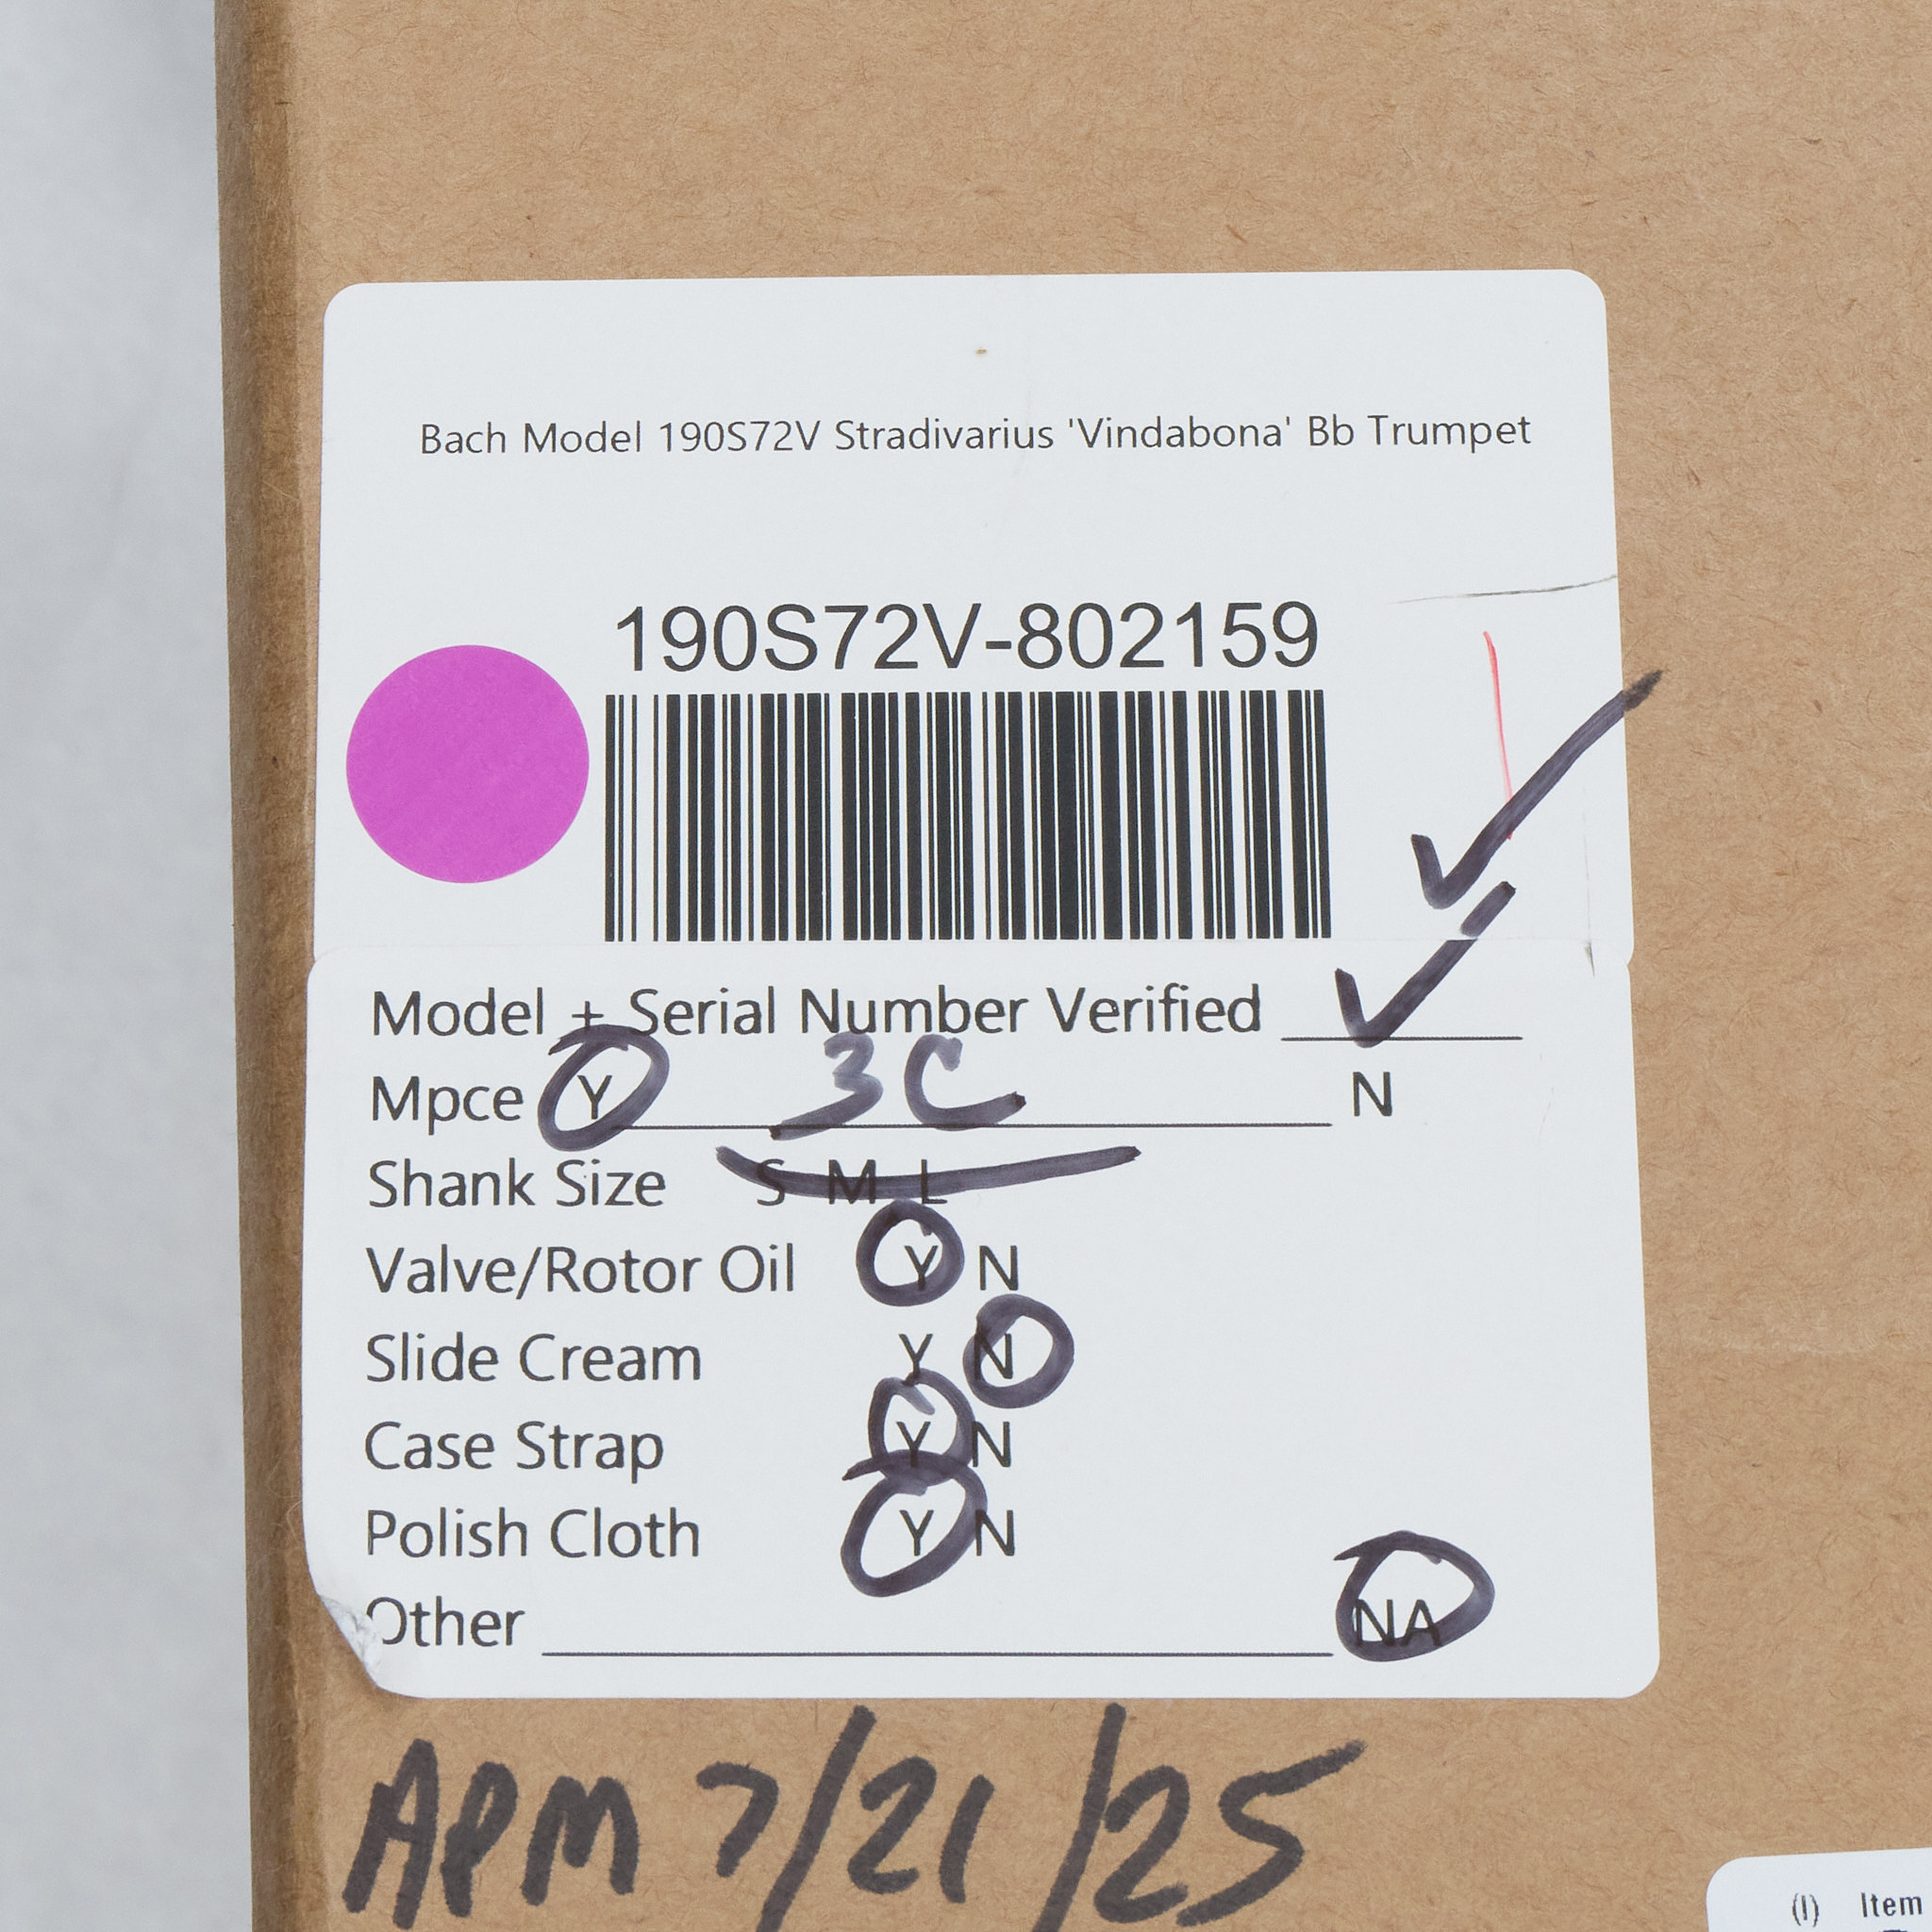 Bach Model 190S72V Stradivarius 'Vindabona' Bb Trumpet
190S72V-802159
Model + Serial Number Verified ✓
Mpce Y 3C N
Shank Size S M L
Valve/Rotor Oil Y N
Slide Cream Y N
Case Strap Y N
Polish Cloth Y N
Other NA
APM 7/21/25
(I) Item